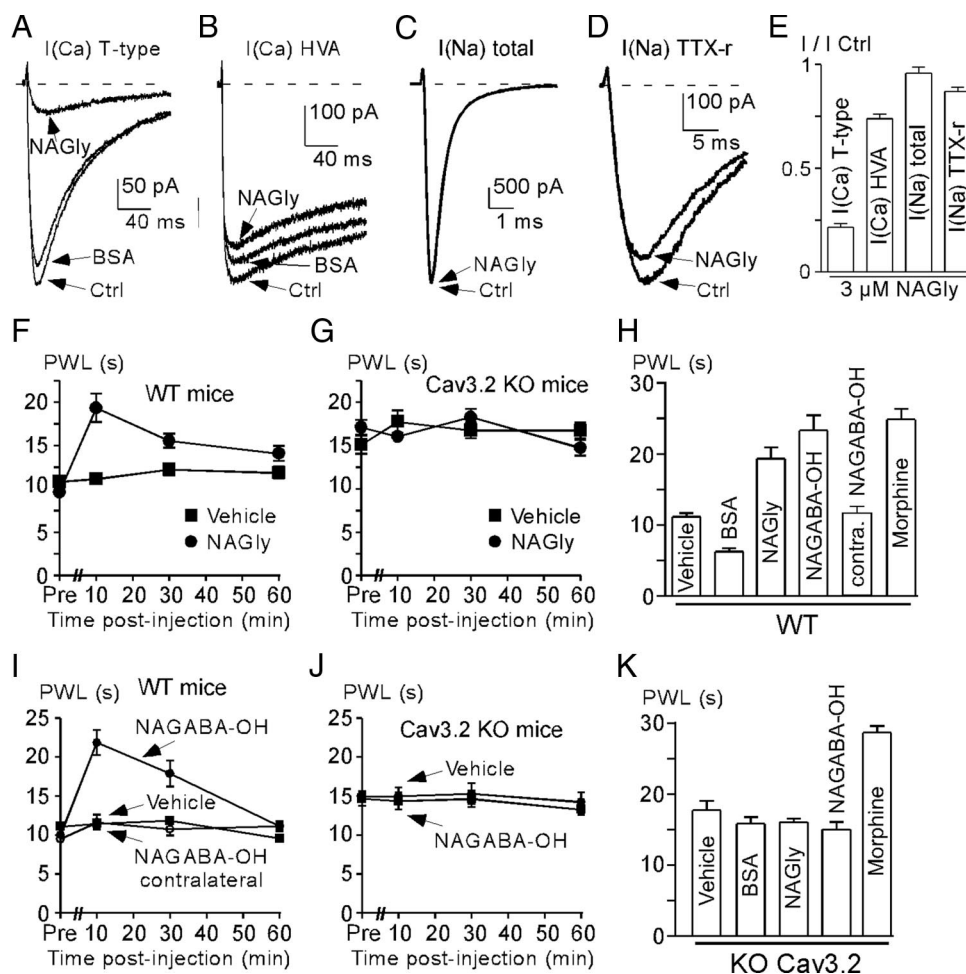 A
I(Ca) T-type
NAGly
50 pA
40 ms
BSA
Ctrl
B
I(Ca) HVA
100 pA
40 ms
NAGly
BSA
Ctrl
C
I(Na) total
500 pA
1 ms
NAGly
Ctrl
D
I(Na) TTX-r
100 pA
5 ms
NAGly
Ctrl
E
I / I Ctrl
1
0.5
0
I(Ca) T-type
I(Ca) HVA
I(Na) total
I(Na) TTX-r
3 µM NAGly
F
PWL (s)
WT mice
20
15
10
5
0
Vehicle
NAGly
Pre 10 20 30 40 50 60
Time post-injection (min)
G
PWL (s)
Cav3.2 KO mice
20
15
10
5
0
Vehicle
NAGly
Pre 10 20 30 40 50 60
Time post-injection (min)
H
PWL (s)
30
20
10
0
Vehicle
BSA
NAGly
NAGABA-OH
contra. NAGABA-OH
Morphine
WT
I
PWL (s)
WT mice
25
20
15
10
5
0
NAGABA-OH
Vehicle
NAGABA-OH
contralateral
Pre 10 20 30 40 50 60
Time post-injection (min)
J
PWL (s)
Cav3.2 KO mice
25
20
15
10
5
0
Vehicle
NAGABA-OH
Pre 10 20 30 40 50 60
Time post-injection (min)
K
PWL (s)
30
20
10
0
Vehicle
BSA
NAGly
NAGABA-OH
Morphine
KO Cav3.2